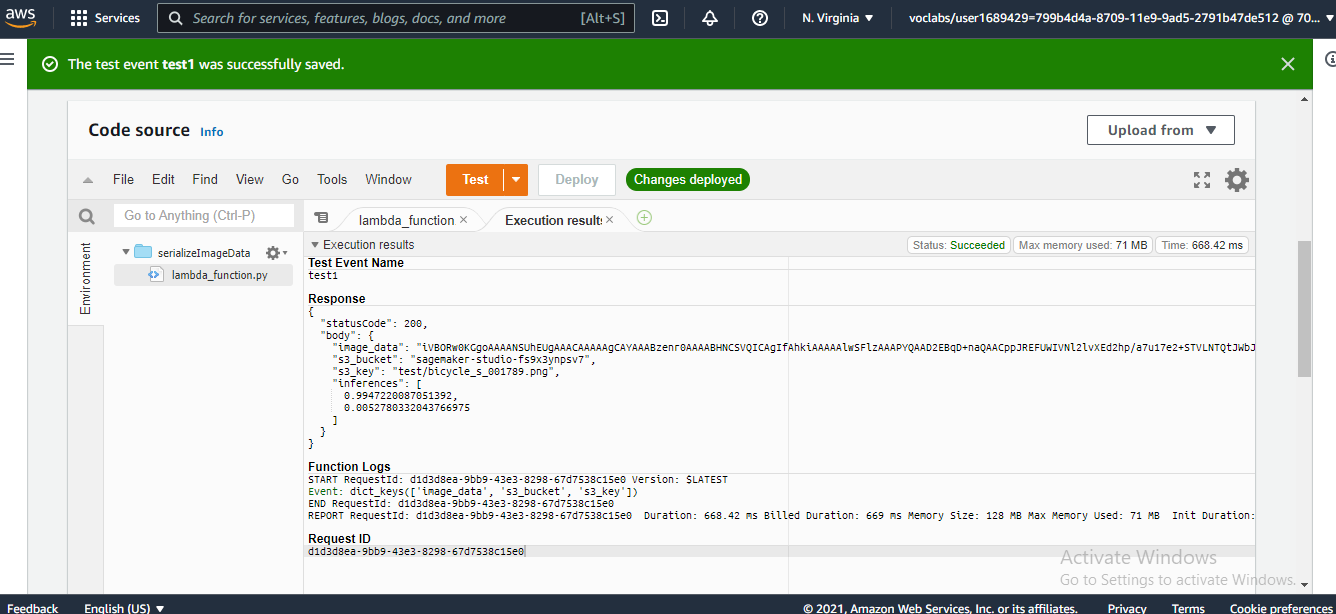 aws
Services
Search for services, features, blogs, docs, and more [Alt+S]
N. Virginia
voclabs/user1689429=799b4d4a-8709-11e9-9ad5-2791b47de512 @ 70...
The test event test1 was successfully saved.
Code source Info
Upload from
File Edit Find View Go Tools Window
Test
Deploy
Changes deployed
Go to Anything (Ctrl-P)
lambda_function
Execution result
Environment
serializeImageData
lambda_function.py
Execution results
Status: Succeeded
Max memory used: 71 MB
Time: 668.42 ms
Test Event Name
test1
Response
{
"statusCode": 200,
"body": {
"image_data": "iVBORw0KGgoAAAANSUhEUgAAACAAAAAgCAYAAABzenr0AAAABHNCSVQICAgIfAhkiAAAAAlwSFlzAAAPYQAAD2EBqD+naQAACppJREFUWIVNl2lvXEd2hp/a7u17e2+STVLNTQtJWbJ
"s3_bucket": "sagemaker-studio-fs9x3ynpsv7",
"s3_key": "test/bicycle_s_001789.png",
"inferences": [
0.9947220087051392,
0.0052780332043766975
]
}
}
Function Logs
START RequestId: d1d3d8ea-9bb9-43e3-8298-67d7538c15e0 Version: $LATEST
Event: dict_keys(['image_data', 's3_bucket', 's3_key'])
END RequestId: d1d3d8ea-9bb9-43e3-8298-67d7538c15e0
REPORT RequestId: d1d3d8ea-9bb9-43e3-8298-67d7538c15e0 Duration: 668.42 ms Billed Duration: 669 ms Memory Size: 128 MB Max Memory Used: 71 MB Init Duration:
Request ID
d1d3d8ea-9bb9-43e3-8298-67d7538c15e0
Activate Windows
Go to Settings to activate Windows.
Feedback
English (US)
© 2021, Amazon Web Services, Inc. or its affiliates.
Privacy
Terms
Cookie preferences